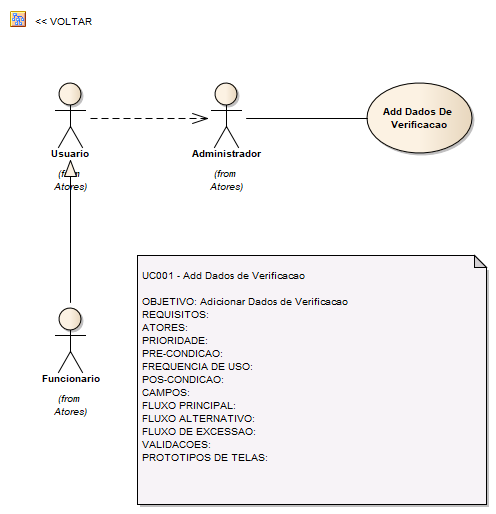 << VOLTAR
Add Dados De
Verificacao
Usuario
(from
Atores)
Administrador
(from
Atores)
UC001 - Add Dados de Verificacao
OBJETIVO: Adicionar Dados de Verificacao
REQUISITOS:
ATORES:
PRIORIDADE:
PRE-CONDICAO:
FREQUENCIA DE USO:
POS-CONDICAO:
CAMPOS:
FLUXO PRINCIPAL:
FLUXO ALTERNATIVO:
FLUXO DE EXCESSAO:
VALIDACOES:
PROTOTIPOS DE TELAS:
Funcionario
(from
Atores)